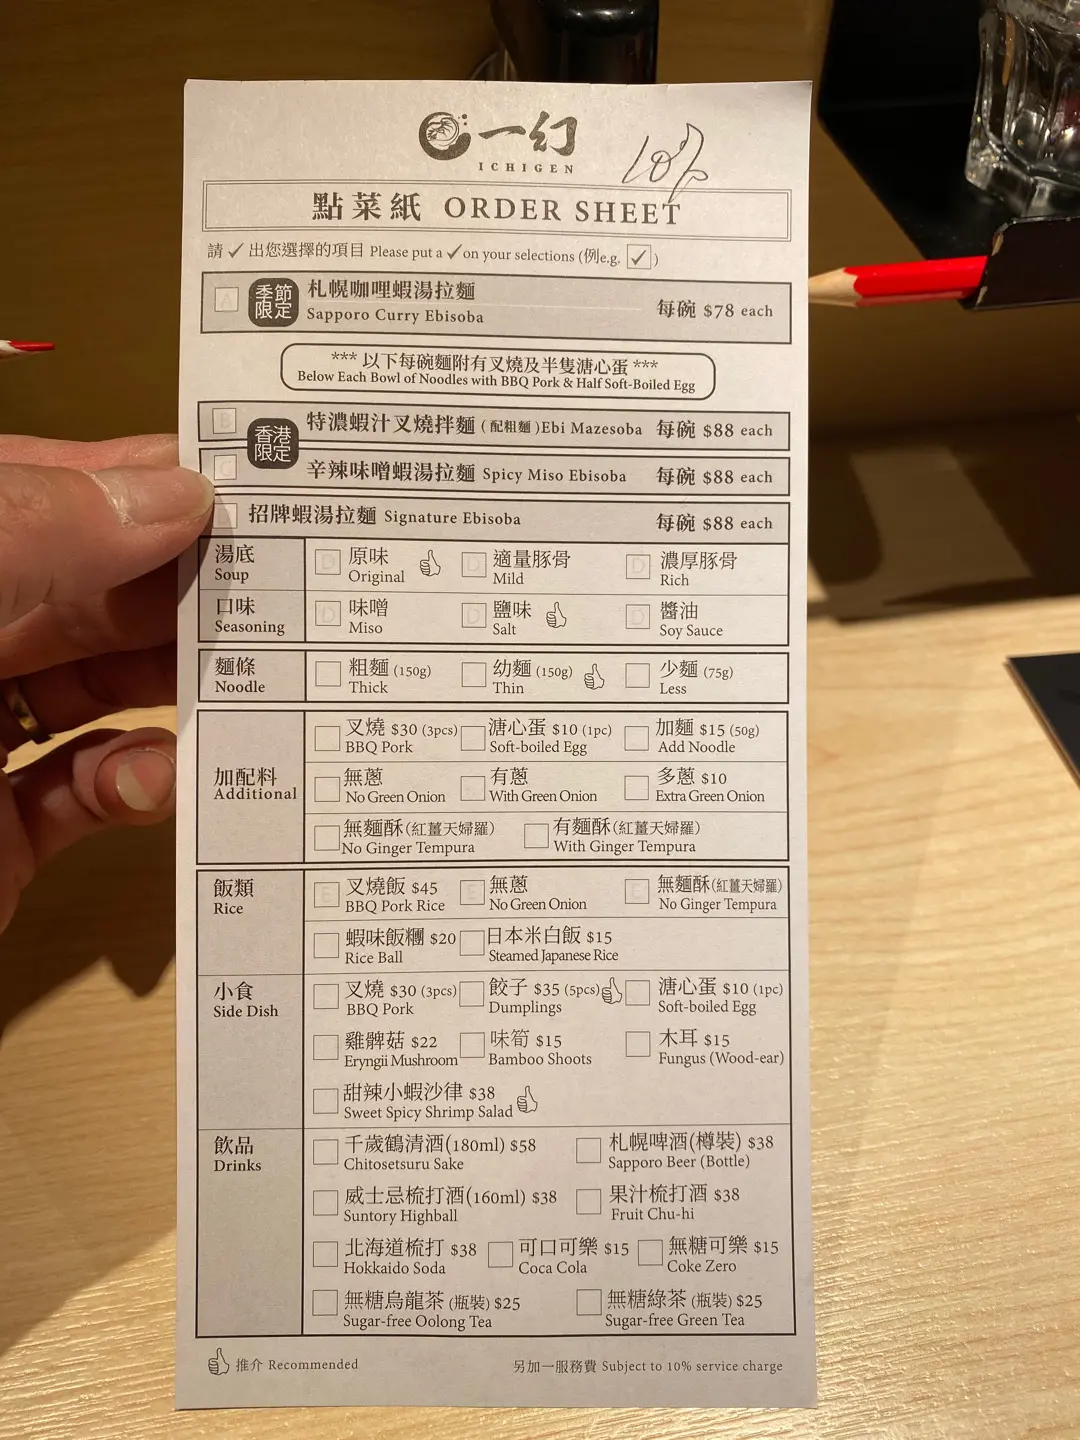 一幻
ICHIGEN
點菜紙 ORDER SHEET
請 ✓ 出您選擇的項目 Please put a ✓ on your selections (例e.g. ☑)
A 季節限定 札幌咖哩蝦湯拉麵 每碗 $78 each
Sapporo Curry Ebisoba
*** 以下每碗麵附有叉燒及半隻溏心蛋 ***
Below Each Bowl of Noodles with BBQ Pork & Half Soft-Boiled Egg
B 香港限定 特濃蝦汁叉燒拌麵 (配粗麵) Ebi Mazesoba 每碗 $88 each
C 辛辣味噌蝦湯拉麵 Spicy Miso Ebisoba 每碗 $88 each
招牌蝦湯拉麵 Signature Ebisoba 每碗 $88 each
湯底 D 原味 D 適量豚骨 D 濃厚豚骨
Soup Original Mild Rich
口味 D 味噌 D 鹽味 D 醬油
Seasoning Miso Salt Soy Sauce
麵條 粗麵 (150g) 幼麵 (150g) 少麵 (75g)
Noodle Thick Thin Less
叉燒 $30 (3pcs) 溏心蛋 $10 (1pc) 加麵 $15 (50g)
BBQ Pork Soft-boiled Egg Add Noodle
加配料 無蔥 有蔥 多蔥 $10
Additional No Green Onion With Green Onion Extra Green Onion
無麵酥(紅薑天婦羅) 有麵酥(紅薑天婦羅)
No Ginger Tempura With Ginger Tempura
飯類 E 叉燒飯 $45 E 無蔥 E 無麵酥(紅薑天婦羅)
Rice BBQ Pork Rice No Green Onion No Ginger Tempura
蝦味飯糰 $20 日本米白飯 $15
Rice Ball Steamed Japanese Rice
小食 叉燒 $30 (3pcs) 餃子 $35 (5pcs) 溏心蛋 $10 (1pc)
Side Dish BBQ Pork Dumplings Soft-boiled Egg
雞髀菇 $22 味筍 $15 木耳 $15
Eryngii Mushroom Bamboo Shoots Fungus (Wood-ear)
甜辣小蝦沙律 $38
Sweet Spicy Shrimp Salad
飲品 千歲鶴清酒(180ml) $58 札幌啤酒(樽裝) $38
Drinks Chitosetsuru Sake Sapporo Beer (Bottle)
威士忌梳打酒(160ml) $38 果汁梳打酒 $38
Suntory Highball Fruit Chu-hi
北海道梳打 $38 可口可樂 $15 無糖可樂 $15
Hokkaido Soda Coca Cola Coke Zero
無糖烏龍茶 (瓶裝) $25 無糖綠茶 (瓶裝) $25
Sugar-free Oolong Tea Sugar-free Green Tea
推介 Recommended 另加一服務費 Subject to 10% service charge